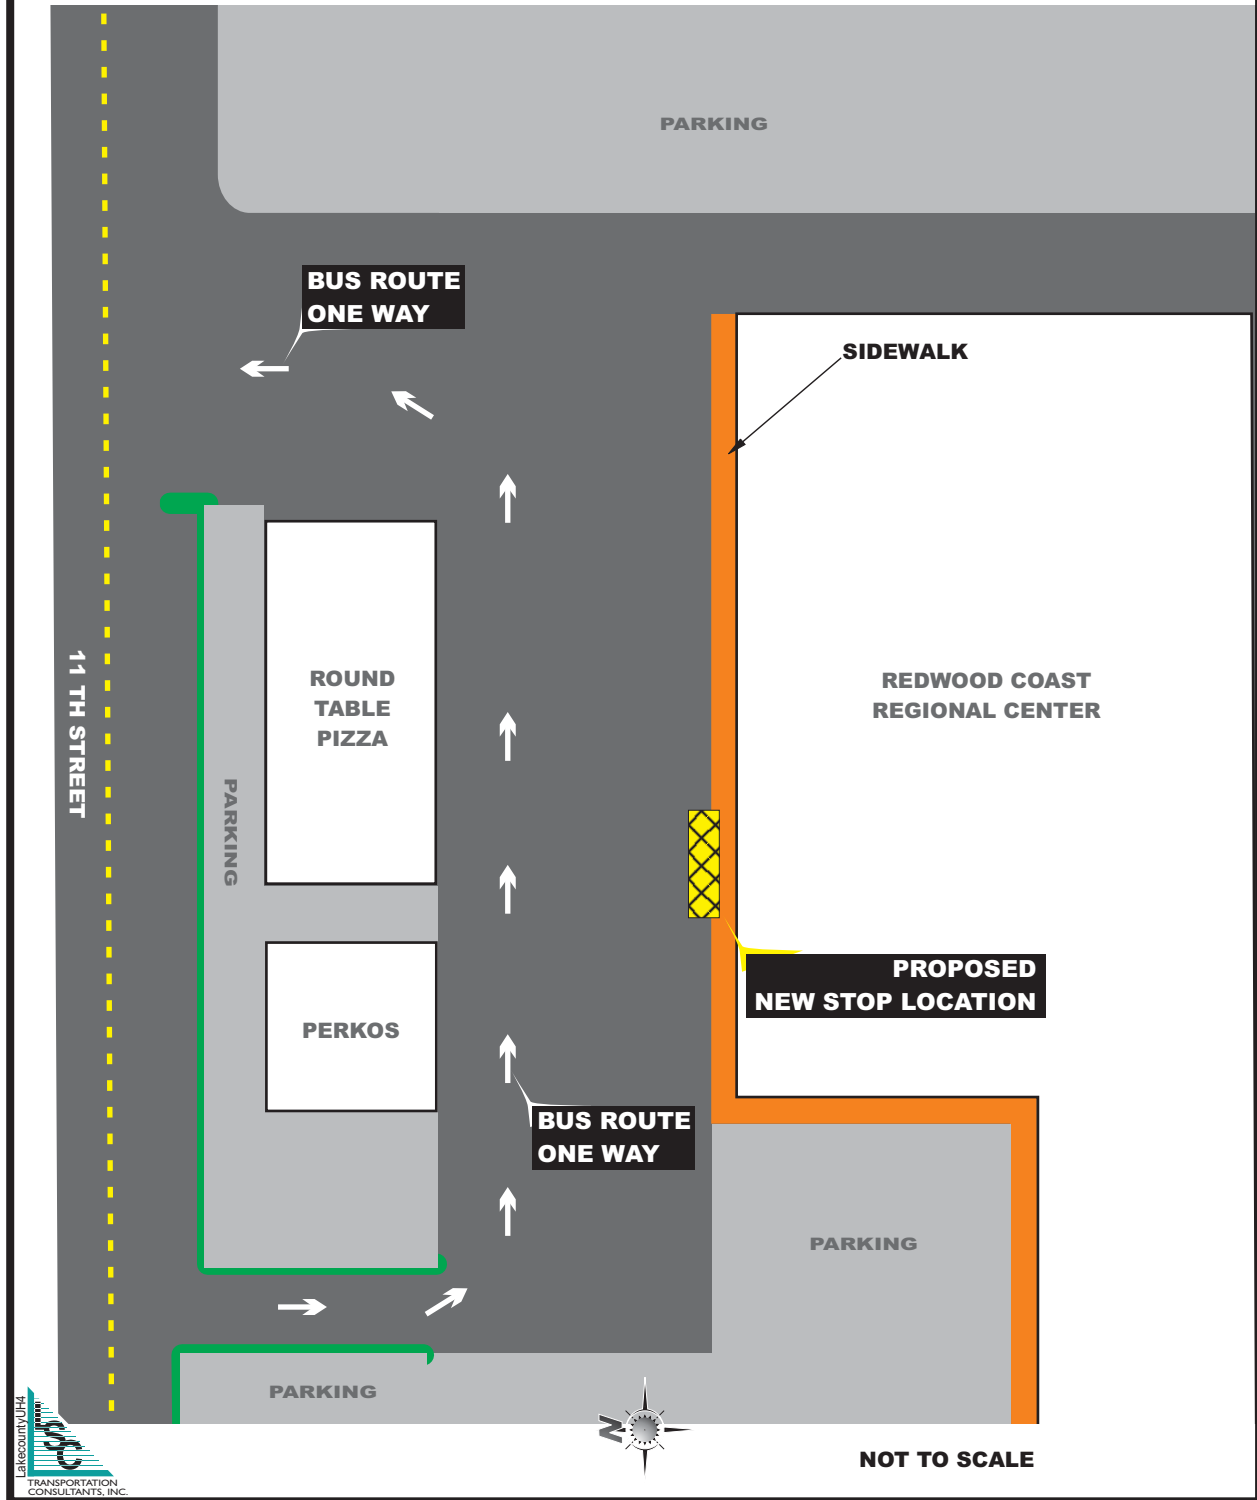 PARKING
BUS ROUTE
ONE WAY
SIDEWALK
11 TH STREET
ROUND
TABLE
PIZZA
REDWOOD COAST
REGIONAL CENTER
PARKING
PROPOSED
NEW STOP LOCATION
PERKOS
BUS ROUTE
ONE WAY
PARKING
PARKING
N
NOT TO SCALE
LakecountyUH4
LSC
TRANSPORTATION
CONSULTANTS, INC.